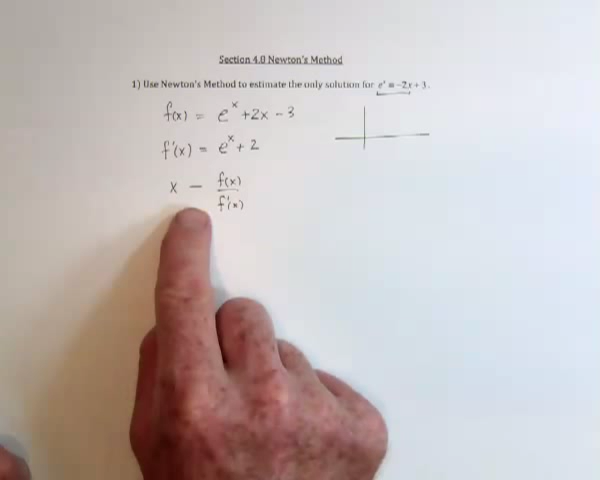 Section 4.8 Newton's Method
1) Use Newton's Method to estimate the only solution for eˣ = -2x + 3.
f(x) = eˣ + 2x - 3
f'(x) = eˣ + 2
x - f(x)
f'(x)